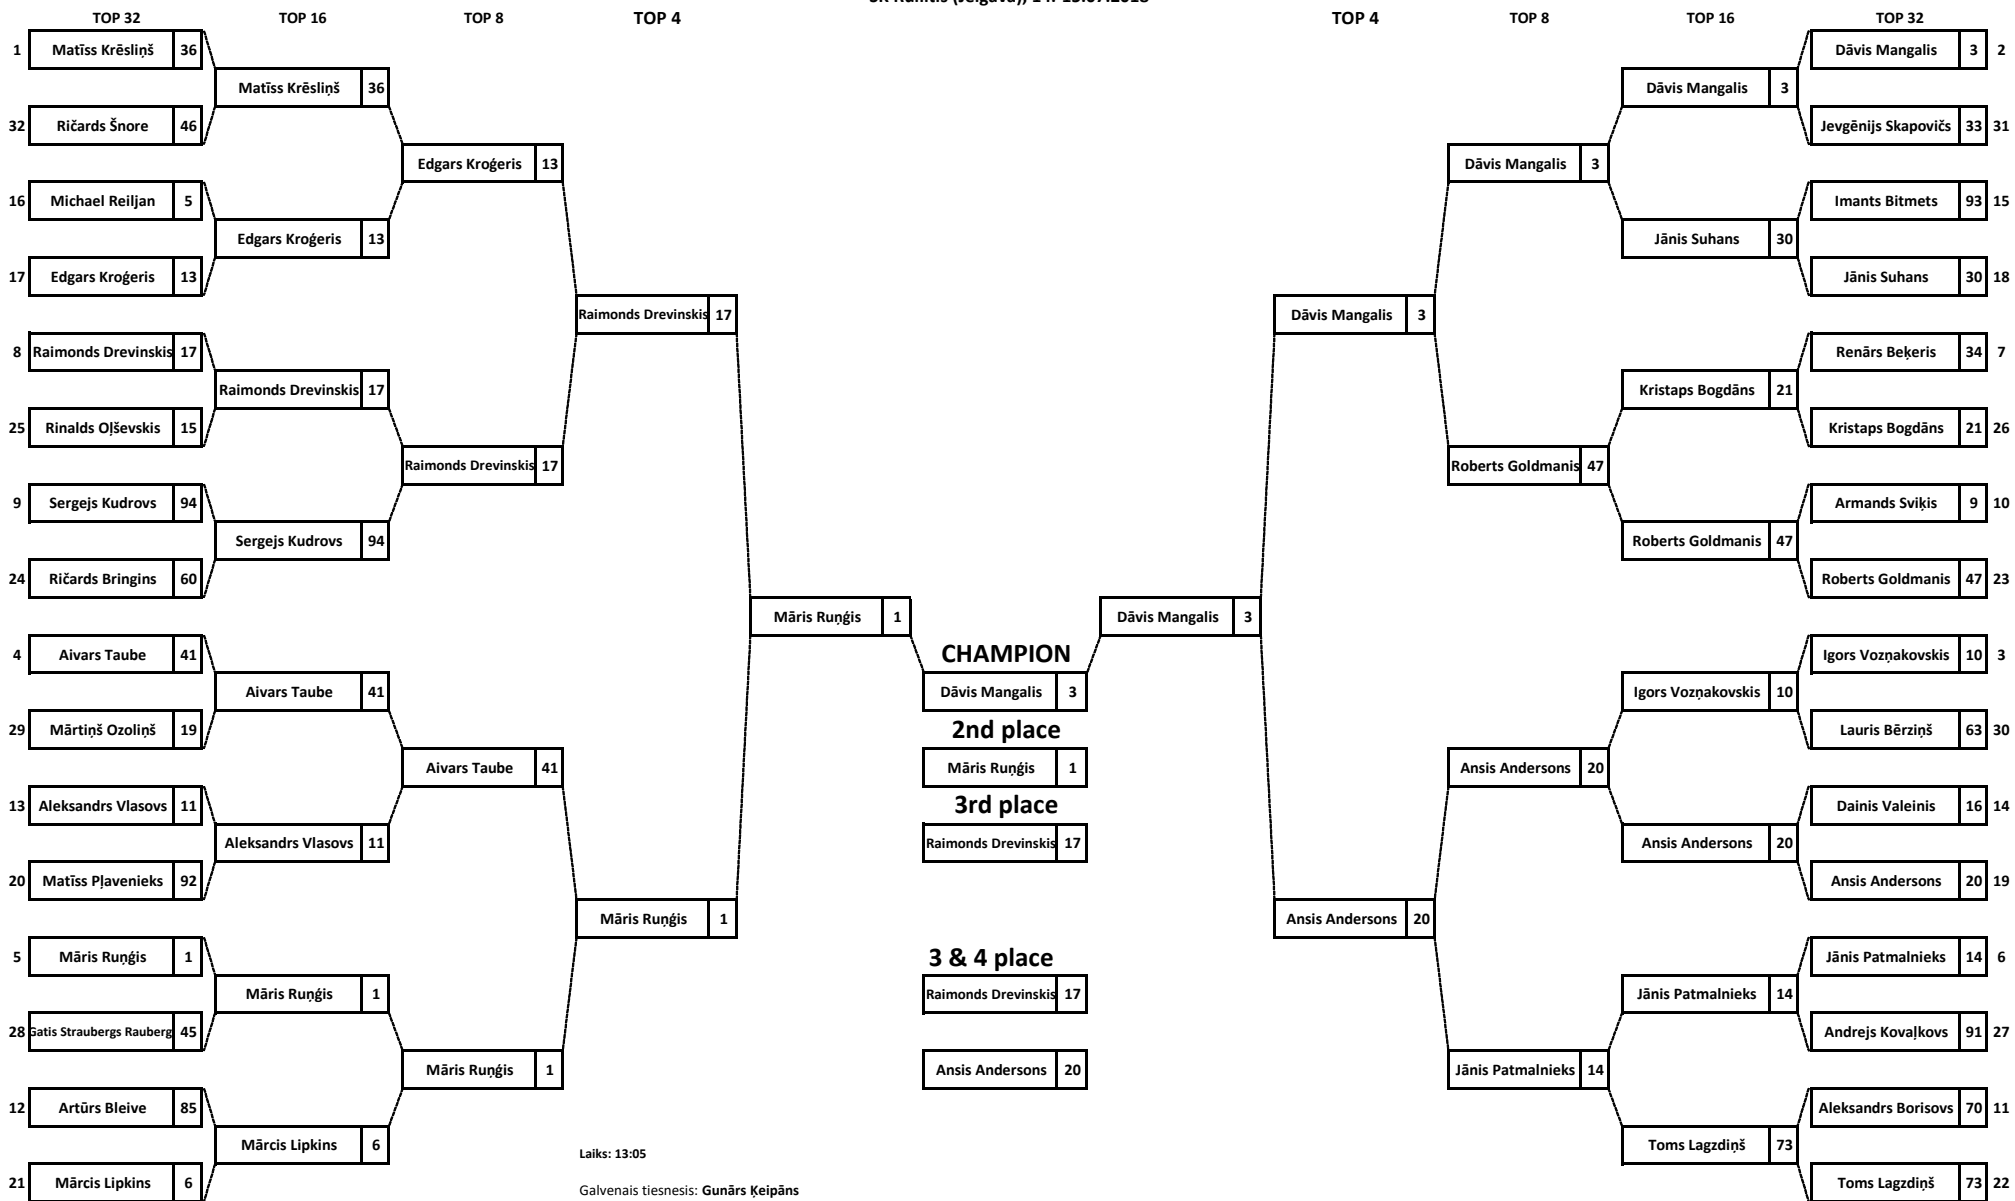 TOP 32 TOP 16 TOP 8 TOP 4 TOP 4 TOP 8 TOP 16 TOP 32
1 Matīss Krēsliņš 36 Dāvis Mangalis 3 2
Matīss Krēsliņš 36 Dāvis Mangalis 3
32 Ričards Šnore 46 Jevgēnijs Skapovičs 33 31
Edgars Kroģeris 13 Dāvis Mangalis 3
16 Michael Reiljan 5 Imants Bitmets 93 15
Edgars Kroģeris 13 Jānis Suhans 30
17 Edgars Kroģeris 13 Jānis Suhans 30 18
Raimonds Drevinskis 17 Dāvis Mangalis 3
8 Raimonds Drevinskis 17 Renārs Beķeris 34 7
Raimonds Drevinskis 17 Kristaps Bogdāns 21
25 Rinalds Oļševskis 15 Kristaps Bogdāns 21 26
Raimonds Drevinskis 17 Roberts Goldmanis 47
9 Sergejs Kudrovs 94 Armands Sviķis 9 10
Sergejs Kudrovs 94 Roberts Goldmanis 47
24 Ričards Bringins 60 Roberts Goldmanis 47 23
Māris Ruņģis 1 Dāvis Mangalis 3
4 Aivars Taube 41 CHAMPION Igors Vozņakovskis 10 3
Aivars Taube 41 Dāvis Mangalis 3 Igors Vozņakovskis 10
29 Mārtiņš Ozoliņš 19 2nd place Lauris Bērziņš 63 30
Aivars Taube 41 Māris Ruņģis 1 Ansis Andersons 20
13 Aleksandrs Vlasovs 11 3rd place Dainis Valeinis 16 14
Aleksandrs Vlasovs 11 Raimonds Drevinskis 17 Ansis Andersons 20
20 Matīss Pļavenieks 92 Ansis Andersons 20 19
Māris Ruņģis 1 Ansis Andersons 20
5 Māris Ruņģis 1 3 & 4 place Jānis Patmalnieks 14 6
Māris Ruņģis 1 Raimonds Drevinskis 17 Jānis Patmalnieks 14
28 Gatis Straubergs Rauberg 45 Andrejs Kovaļkovs 91 27
Māris Ruņģis 1 Ansis Andersons 20 Jānis Patmalnieks 14
12 Artūrs Bleive 85 Aleksandrs Borisovs 70 11
Mārcis Lipkins 6 Toms Lagzdiņš 73
Laiks: 13:05
21 Mārcis Lipkins 6 Galvenais tiesnesis: Gunārs Ķeipāns Toms Lagzdiņš 73 22